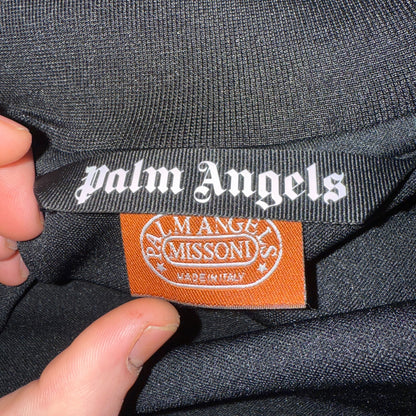 Palm Angels
PALM ANGELS
MISSONI
MADE IN ITALY